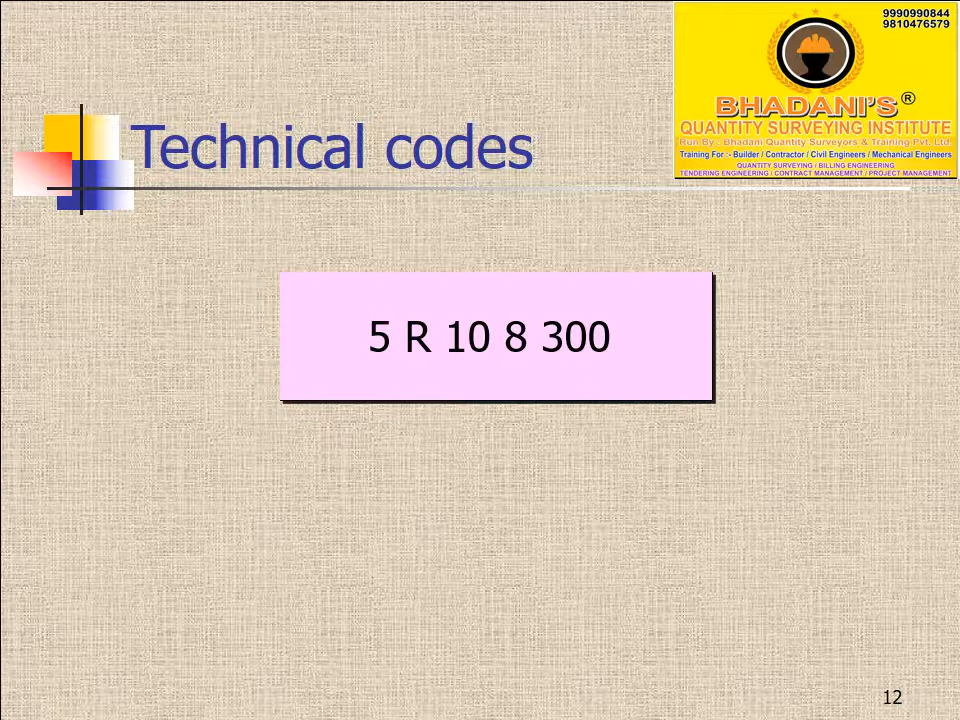 9990990844
9810476579
BHADANI'S®
QUANTITY SURVEYING INSTITUTE
Run By : Bhadani Quantity Surveyors & Training Pvt. Ltd.
Training For :- Builder / Contractor / Civil Engineers / Mechanical Engineers
QUANTITY SURVEYING / BILLING ENGINEERING
TENDERING ENGINEERING / CONTRACT MANAGEMENT / PROJECT MANAGEMENT
Technical codes
5 R 10 8 300
12